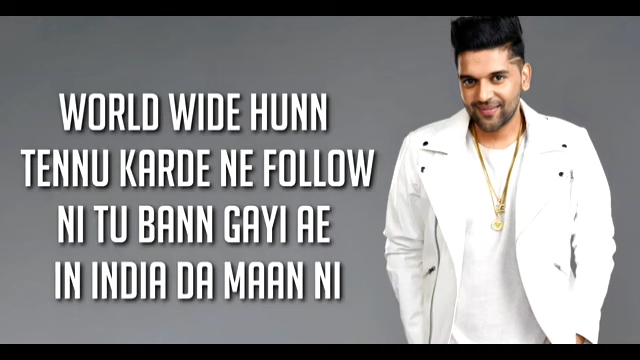 WORLD WIDE HUNN
TENNU KARDE NE FOLLOW
NI TU BANN GAYI AE
IN INDIA DA MAAN NI